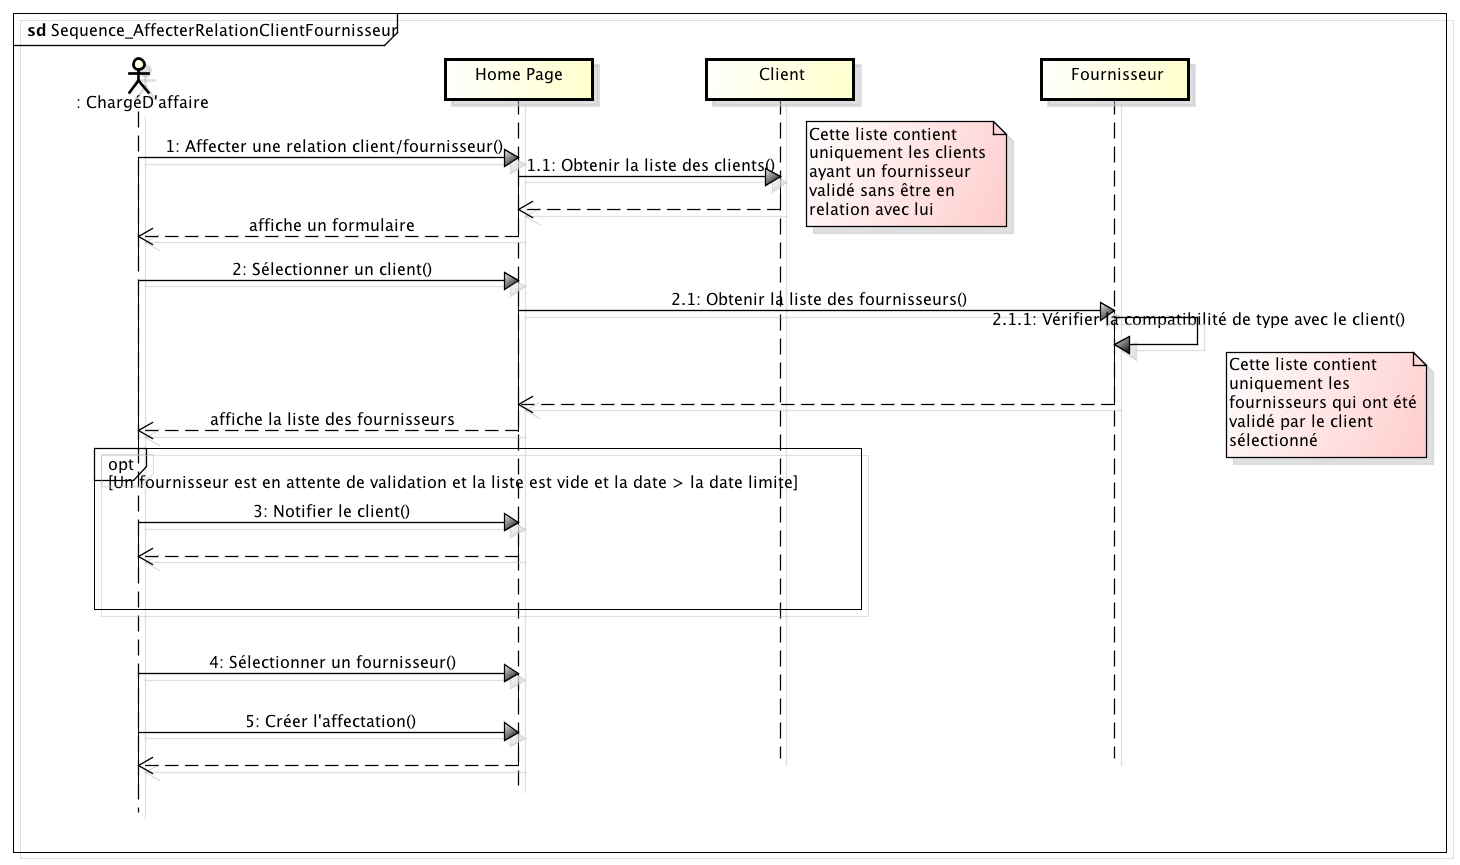 sd Sequence_AffecterRelationClientFournisseur
: ChargéD'affaire
Home Page
Client
Fournisseur
1: Affecter une relation client/fournisseur()
1.1: Obtenir la liste des clients()
Cette liste contient
uniquement les clients
ayant un fournisseur
validé sans être en
relation avec lui
affiche un formulaire
2: Sélectionner un client()
2.1: Obtenir la liste des fournisseurs()
2.1.1: Vérifier la compatibilité de type avec le client()
Cette liste contient
uniquement les
fournisseurs qui ont été
validé par le client
sélectionné
affiche la liste des fournisseurs
opt
[Un fournisseur est en attente de validation et la liste est vide et la date > la date limite]
3: Notifier le client()
4: Sélectionner un fournisseur()
5: Créer l'affectation()